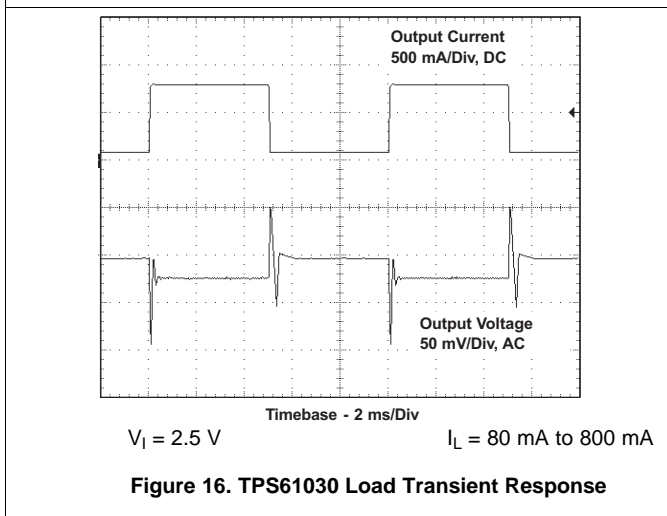 Output Current
500 mA/Div, DC
Output Voltage
50 mV/Div, AC
Timebase - 2 ms/Div
V_I = 2.5 V
I_L = 80 mA to 800 mA
Figure 16. TPS61030 Load Transient Response